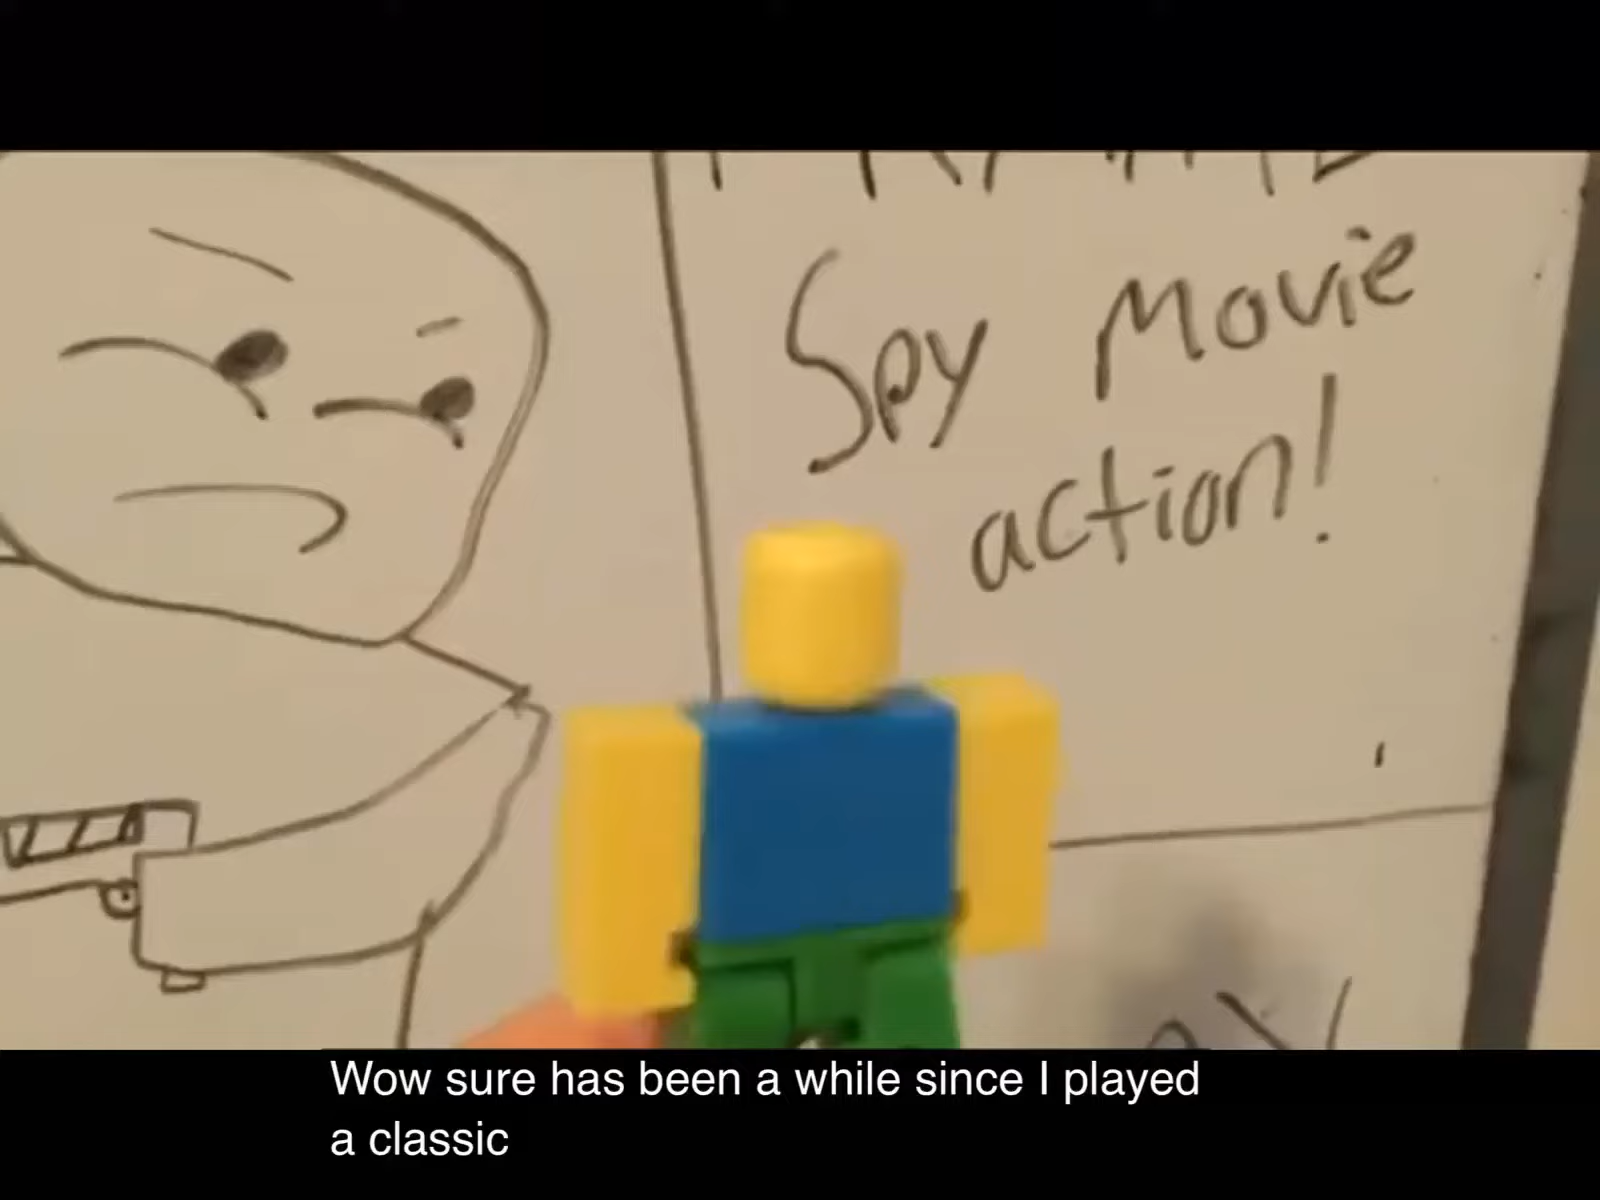 Spy Movie
action!
Wow sure has been a while since I played
a classic